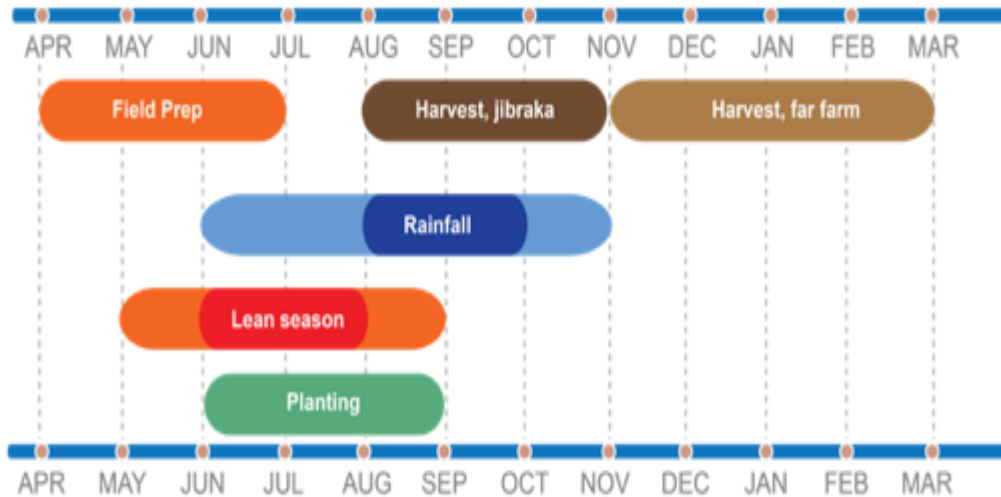 APR MAY JUN JUL AUG SEP OCT NOV DEC JAN FEB MAR
Field Prep Harvest, jibraka Harvest, far farm
Rainfall
Lean season
Planting
APR MAY JUN JUL AUG SEP OCT NOV DEC JAN FEB MAR